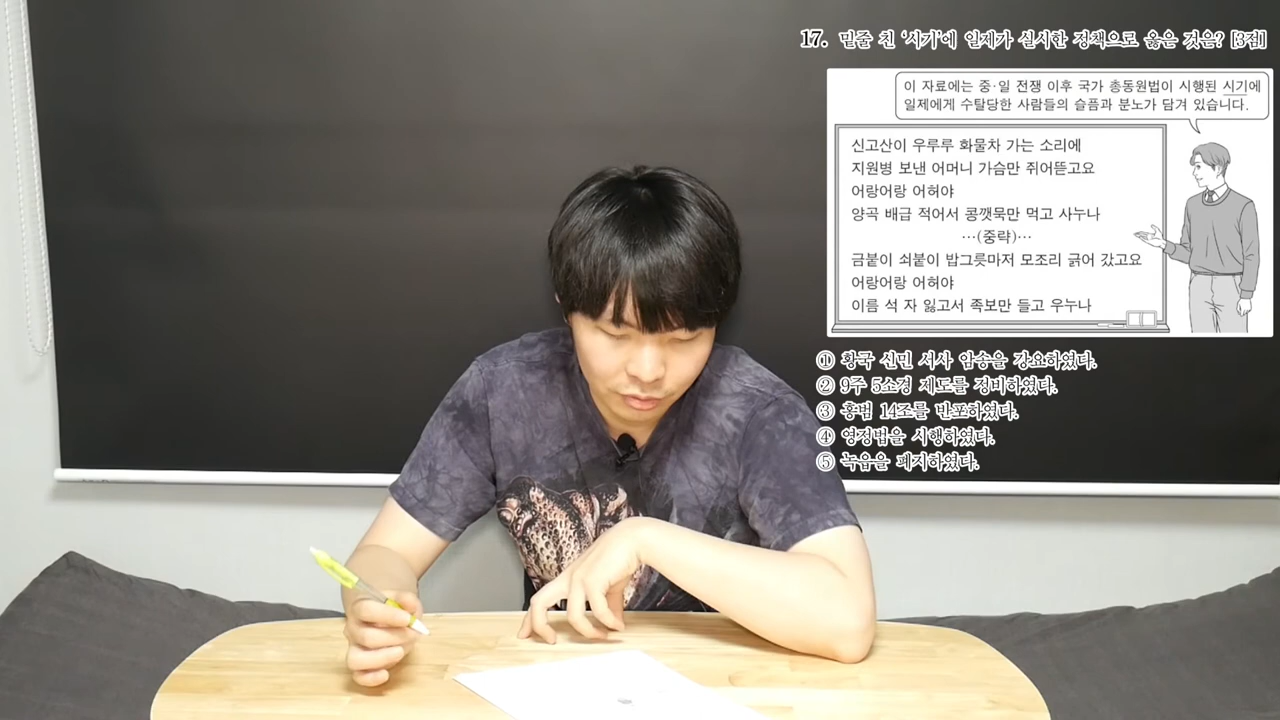 17. 밑줄 친 ‘시기’에 일제가 실시한 정책으로 옳은 것은? [3점]
이 자료에는 중·일 전쟁 이후 국가 총동원법이 시행된 시기에
일제에게 수탈당한 사람들의 슬픔과 분노가 담겨 있습니다.
신고산이 우루루 화물차 가는 소리에
지원병 보낸 어머니 가슴만 쥐어뜯고요
어랑어랑 어허야
양곡 배급 적어서 콩깻묵만 먹고 사누나
…(중략)…
금붙이 쇠붙이 밥그릇마저 모조리 긁어 갔고요
어랑어랑 어허야
이름 석 자 잃고서 족보만 들고 우누나
① 황국 신민 서사 암송을 강요하였다.
② 9주 5소경 제도를 정비하였다.
③ 홍범 14조를 반포하였다.
④ 영정법을 시행하였다.
⑤ 녹읍을 폐지하였다.